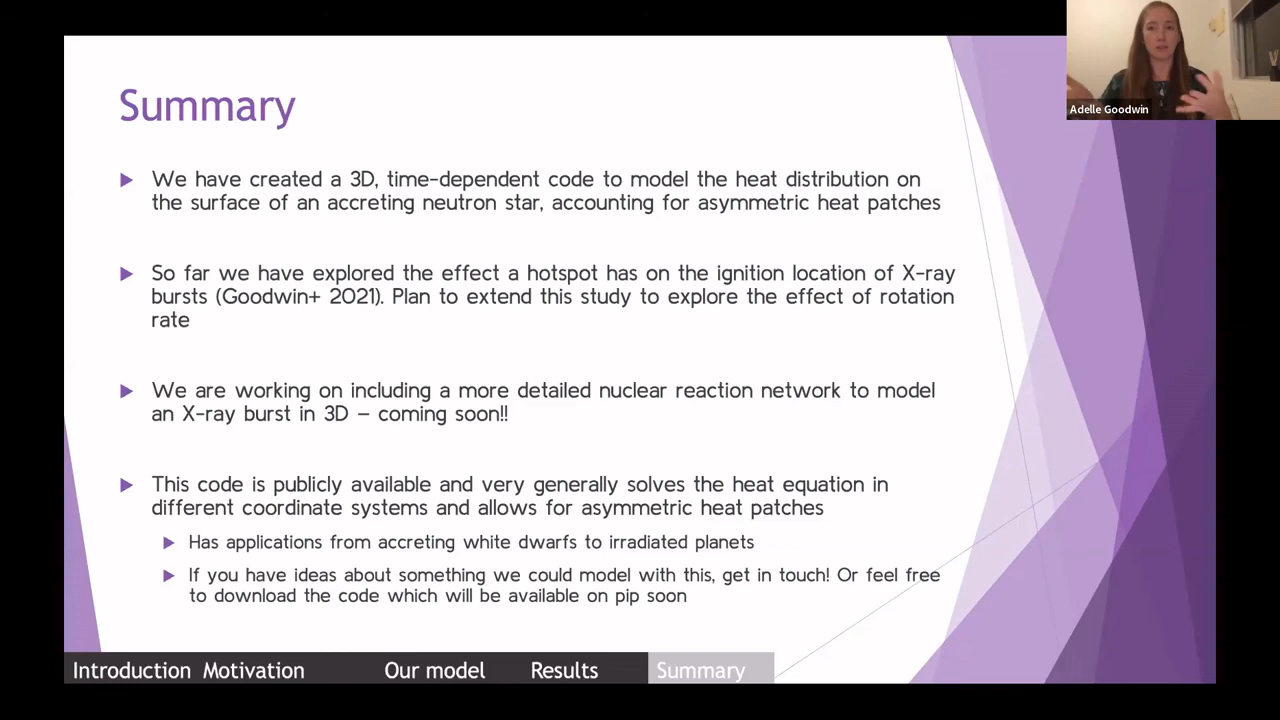 Summary
Adelle Goodwin
We have created a 3D, time-dependent code to model the heat distribution on
the surface of an accreting neutron star, accounting for asymmetric heat patches
So far we have explored the effect a hotspot has on the ignition location of X-ray
bursts (Goodwin+ 2021). Plan to extend this study to explore the effect of rotation
rate
We are working on including a more detailed nuclear reaction network to model
an X-ray burst in 3D – coming soon!!
This code is publicly available and very generally solves the heat equation in
different coordinate systems and allows for asymmetric heat patches
Has applications from accreting white dwarfs to irradiated planets
If you have ideas about something we could model with this, get in touch! Or feel free
to download the code which will be available on pip soon
Introduction Motivation Our model Results Summary